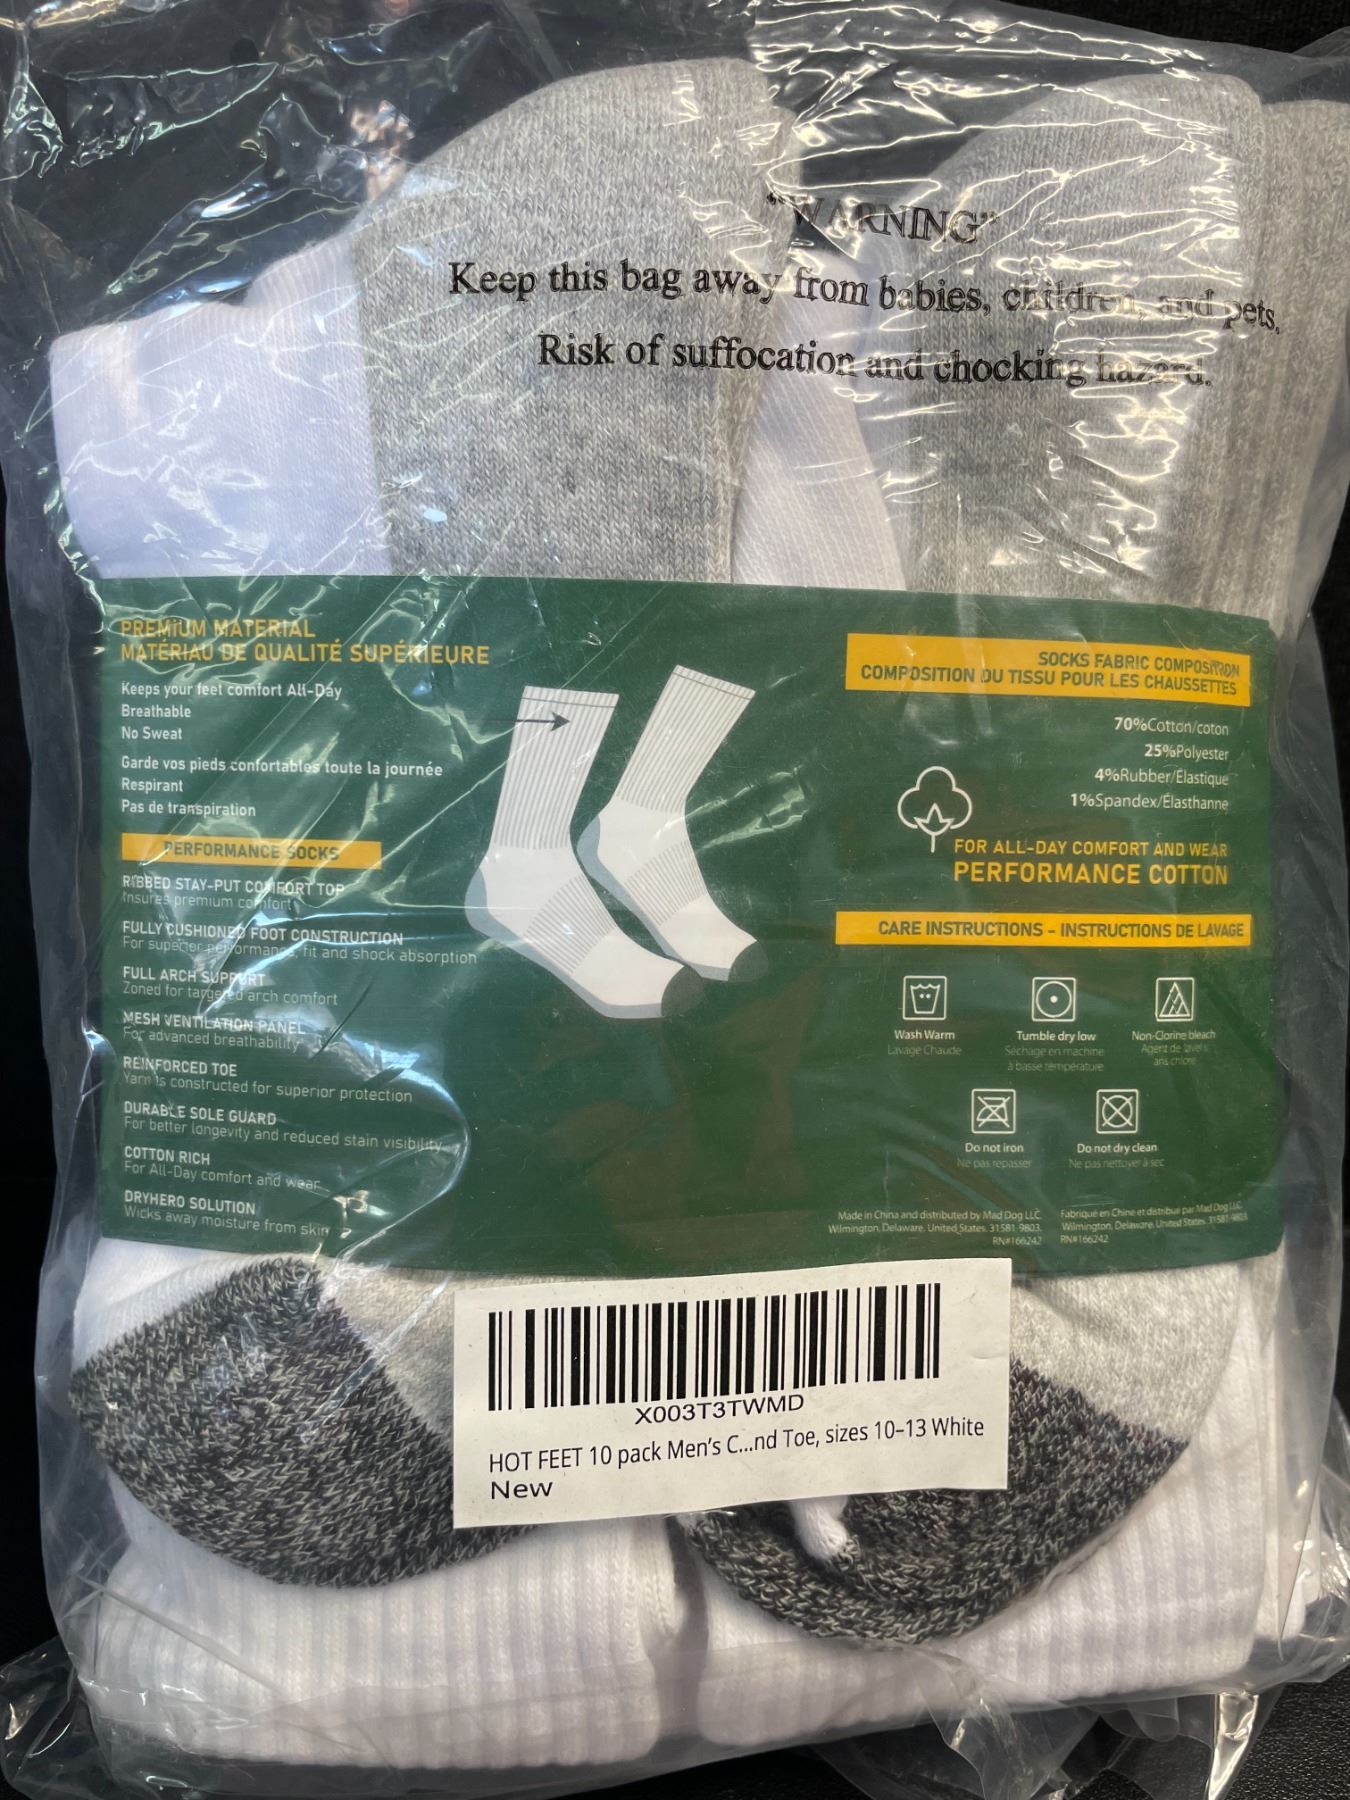 "WARNING"
Keep this bag away from babies, children, and pets.
Risk of suffocation and chocking hazard.
PREMIUM MATERIAL
MATÉRIAU DE QUALITÉ SUPÉRIEURE
Keeps your feet comfort All-Day
Breathable
No Sweat
Garde vos pieds confortables toute la journée
Respirant
Pas de transpiration
PERFORMANCE SOCKS
RIBBED STAY-PUT COMFORT TOP
Insures premium comfort
FULLY CUSHIONED FOOT CONSTRUCTION
For superior performance, fit and shock absorption
FULL ARCH SUPPORT
Zoned for targeted arch comfort
MESH VENTILATION PANEL
For advanced breathability
REINFORCED TOE
Yarn is constructed for superior protection
DURABLE SOLE GUARD
For better longevity and reduced stain visibility
COTTON RICH
For All-Day comfort and wear
DRYHERO SOLUTION
Wicks away moisture from skin
SOCKS FABRIC COMPOSITION
COMPOSITION DU TISSU POUR LES CHAUSSETTES
70%Cotton/coton
25%Polyester
4%Rubber/Élastique
1%Spandex/Élasthanne
FOR ALL-DAY COMFORT AND WEAR
PERFORMANCE COTTON
CARE INSTRUCTIONS - INSTRUCTIONS DE LAVAGE
Wash Warm
Lavage Chaude
Tumble dry low
Séchage en machine
à basse température
Non-Clorine bleach
Agent de
ans chlore
Do not iron
Ne pas repasser
Do not dry clean
Ne pas nettoyer à sec
Made in China and distributed by Mad Dog LLC.
Wilmington, Delaware, United States, 31581-9803.
RN#166242
Fabriqué en Chine et distribué par Mad Dog LLC.
Wilmington, Delaware, United States, 31581-9803
RN#166242
X003T3TWMD
HOT FEET 10 pack Men's C...nd Toe, sizes 10-13 White
New